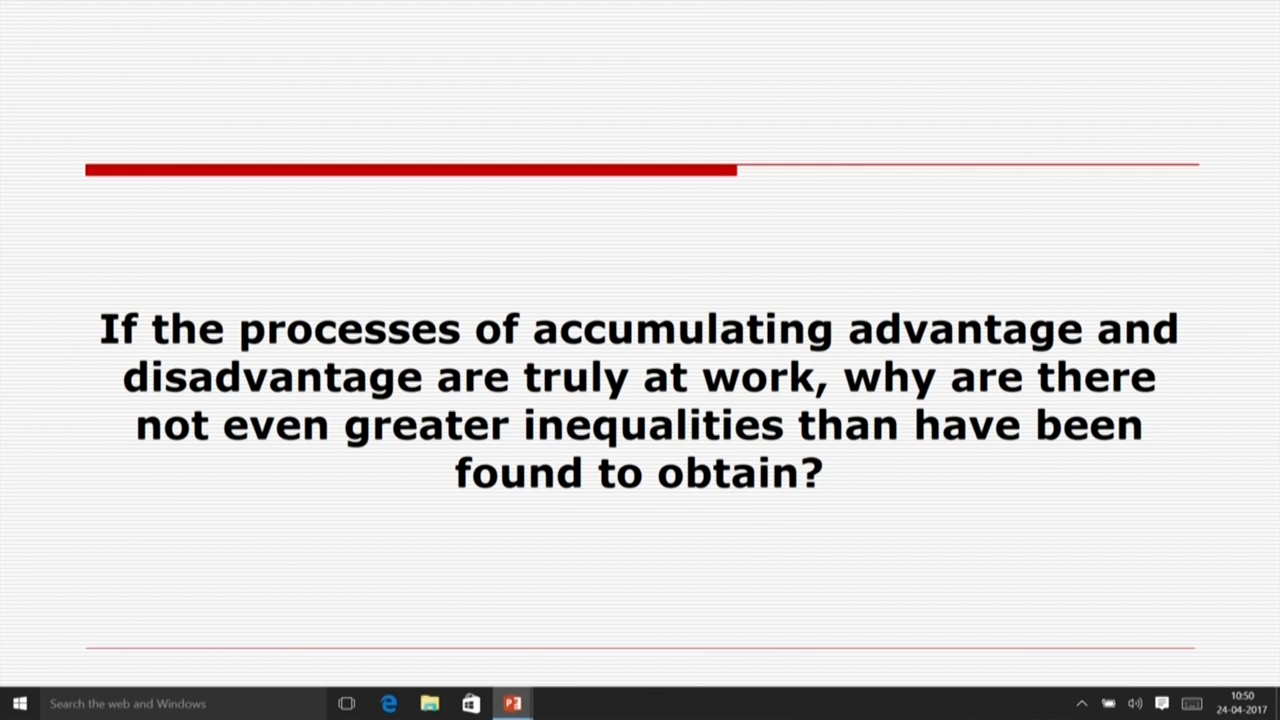 If the processes of accumulating advantage and
disadvantage are truly at work, why are there
not even greater inequalities than have been
found to obtain?
Search the web and Windows
10:50
24-04-2017